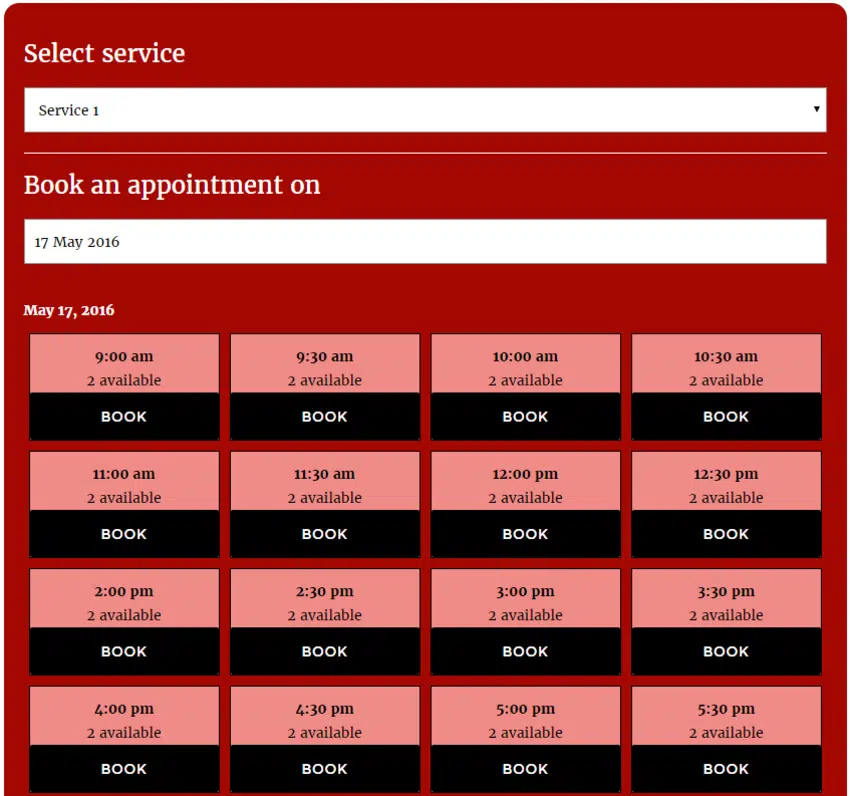 Select service
Service 1
Book an appointment on
17 May 2016
May 17, 2016
9:00 am 9:30 am 10:00 am 10:30 am
2 available 2 available 2 available 2 available
BOOK BOOK BOOK BOOK
11:00 am 11:30 am 12:00 pm 12:30 pm
2 available 2 available 2 available 2 available
BOOK BOOK BOOK BOOK
2:00 pm 2:30 pm 3:00 pm 3:30 pm
2 available 2 available 2 available 2 available
BOOK BOOK BOOK BOOK
4:00 pm 4:30 pm 5:00 pm 5:30 pm
2 available 2 available 2 available 2 available
BOOK BOOK BOOK BOOK